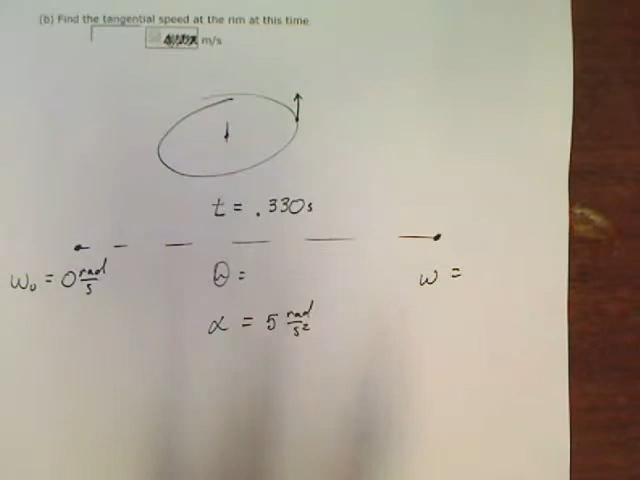 (b) Find the tangential speed at the rim at this time.
m/s
t = .330s
ω₀ = 0 rad/s
θ =
ω =
α = 5 rad/s²